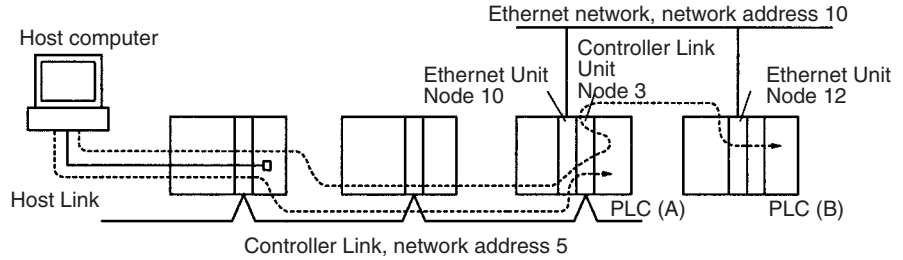 Ethernet network, network address 10
Host computer
Controller Link
Unit
Node 3
Ethernet Unit
Node 10
Ethernet Unit
Node 12
Host Link
PLC (A)
PLC (B)
Controller Link, network address 5